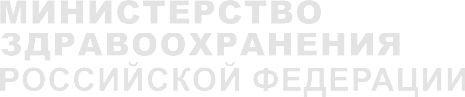 МИНИСТЕРСТВО
ЗДРАВООХРАНЕНИЯ
РОССИЙСКОЙ ФЕДЕРАЦИИ